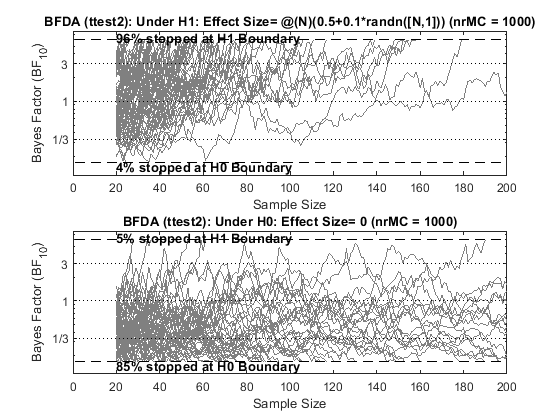 BFDA (ttest2): Under H1: Effect Size= @(N)(0.5+0.1*randn([N,1])) (nrMC = 1000)
96% stopped at H1 Boundary
3
1
1/3
Bayes Factor (BF10)
4% stopped at H0 Boundary
0 20 40 60 80 100 120 140 160 180 200
Sample Size
BFDA (ttest2): Under H0: Effect Size= 0 (nrMC = 1000)
5% stopped at H1 Boundary
3
1
1/3
Bayes Factor (BF10)
85% stopped at H0 Boundary
0 20 40 60 80 100 120 140 160 180 200
Sample Size